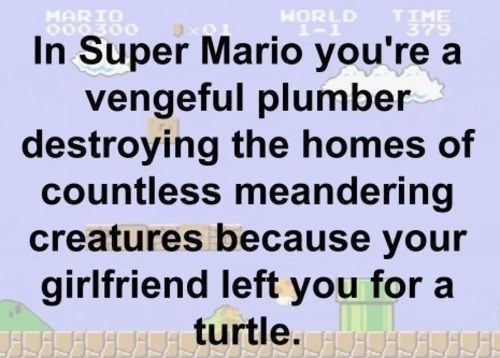 MARIO WORLD TIME
000300 ×01 1-1 379
In Super Mario you're a
vengeful plumber
destroying the homes of
countless meandering
creatures because your
girlfriend left you for a
turtle.